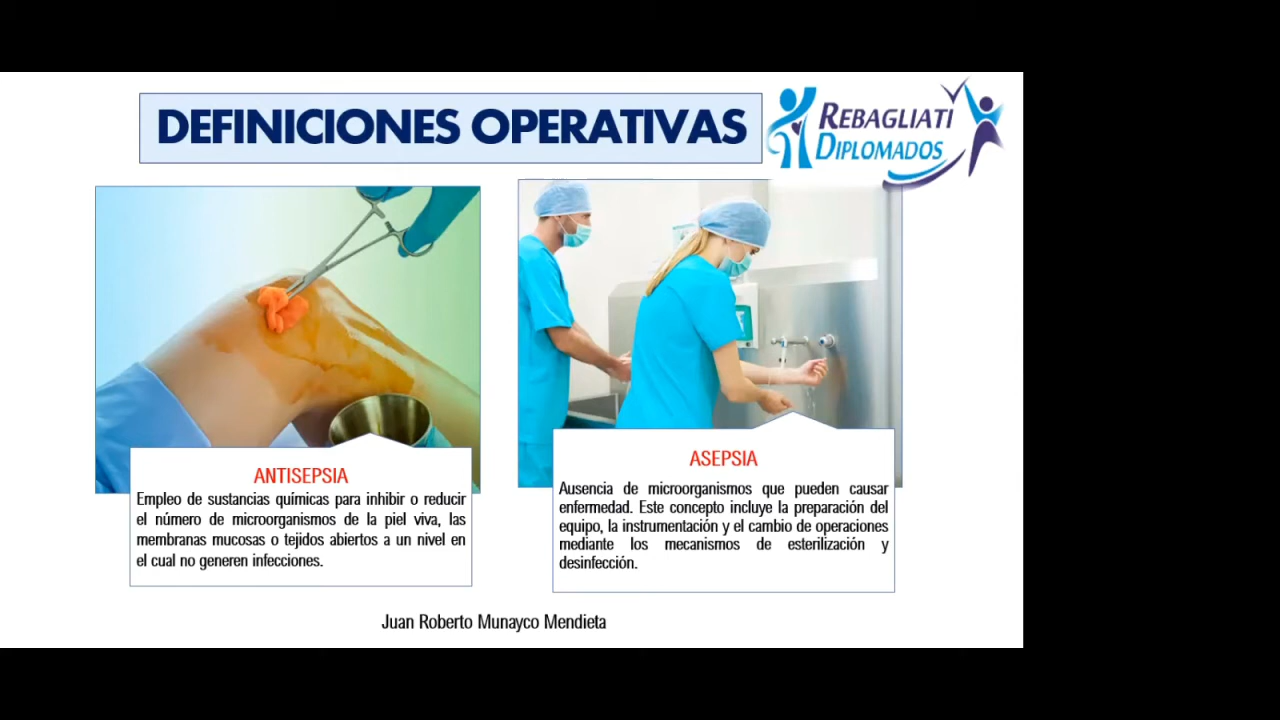 DEFINICIONES OPERATIVAS
REBAGLIATI
DIPLOMADOS
ANTISEPSIA
Empleo de sustancias químicas para inhibir o reducir
el número de microorganismos de la piel viva, las
membranas mucosas o tejidos abiertos a un nivel en
el cual no generen infecciones.
ASEPSIA
Ausencia de microorganismos que pueden causar
enfermedad. Este concepto incluye la preparación del
equipo, la instrumentación y el cambio de operaciones
mediante los mecanismos de esterilización y
desinfección.
Juan Roberto Munayco Mendieta